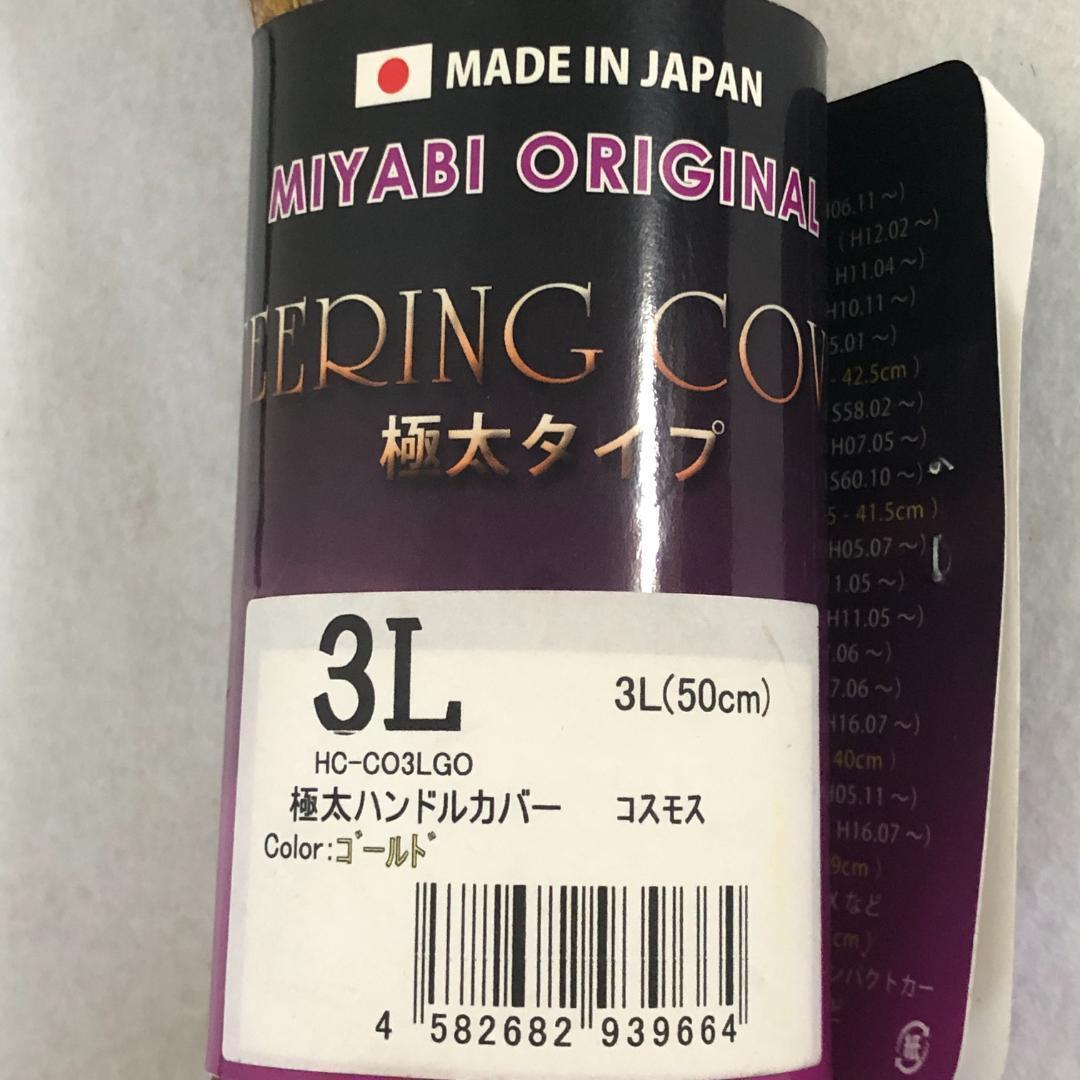 MADE IN JAPAN
MIYABI ORIGINAL
EERING COV
極太タイプ
3L
3L(50cm)
HC-CO3LGO
極太ハンドルカバー コスモス
Color:ゴールド
4 582682 939664
H06.11～)
(H12.02～)
H11.04～)
H10.11～)
5.01～)
- 42.5cm )
S58.02～)
H07.05～)
S60.10～)
5 - 41.5cm )
H05.07～)
1.05～)
H11.05～)
.06～)
7.06～)
H16.07～)
40cm )
H05.11～)
H16.07～)
9cm )
など
cm )
ンパクトカー
紙